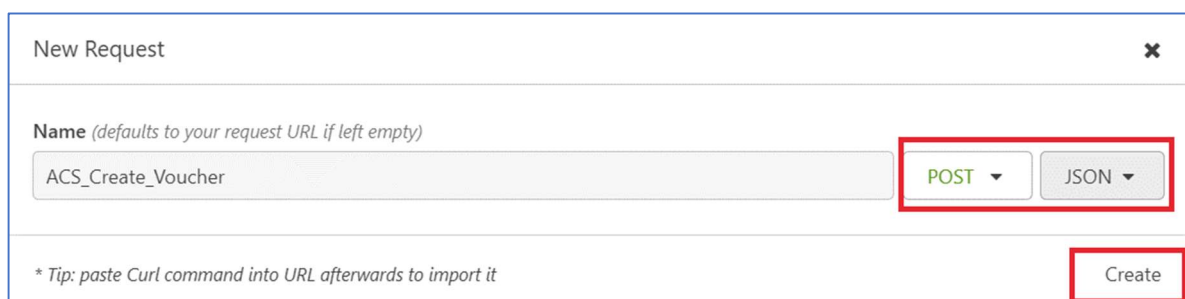 New Request
Name (defaults to your request URL if left empty)
ACS_Create_Voucher POST JSON
* Tip: paste Curl command into URL afterwards to import it Create